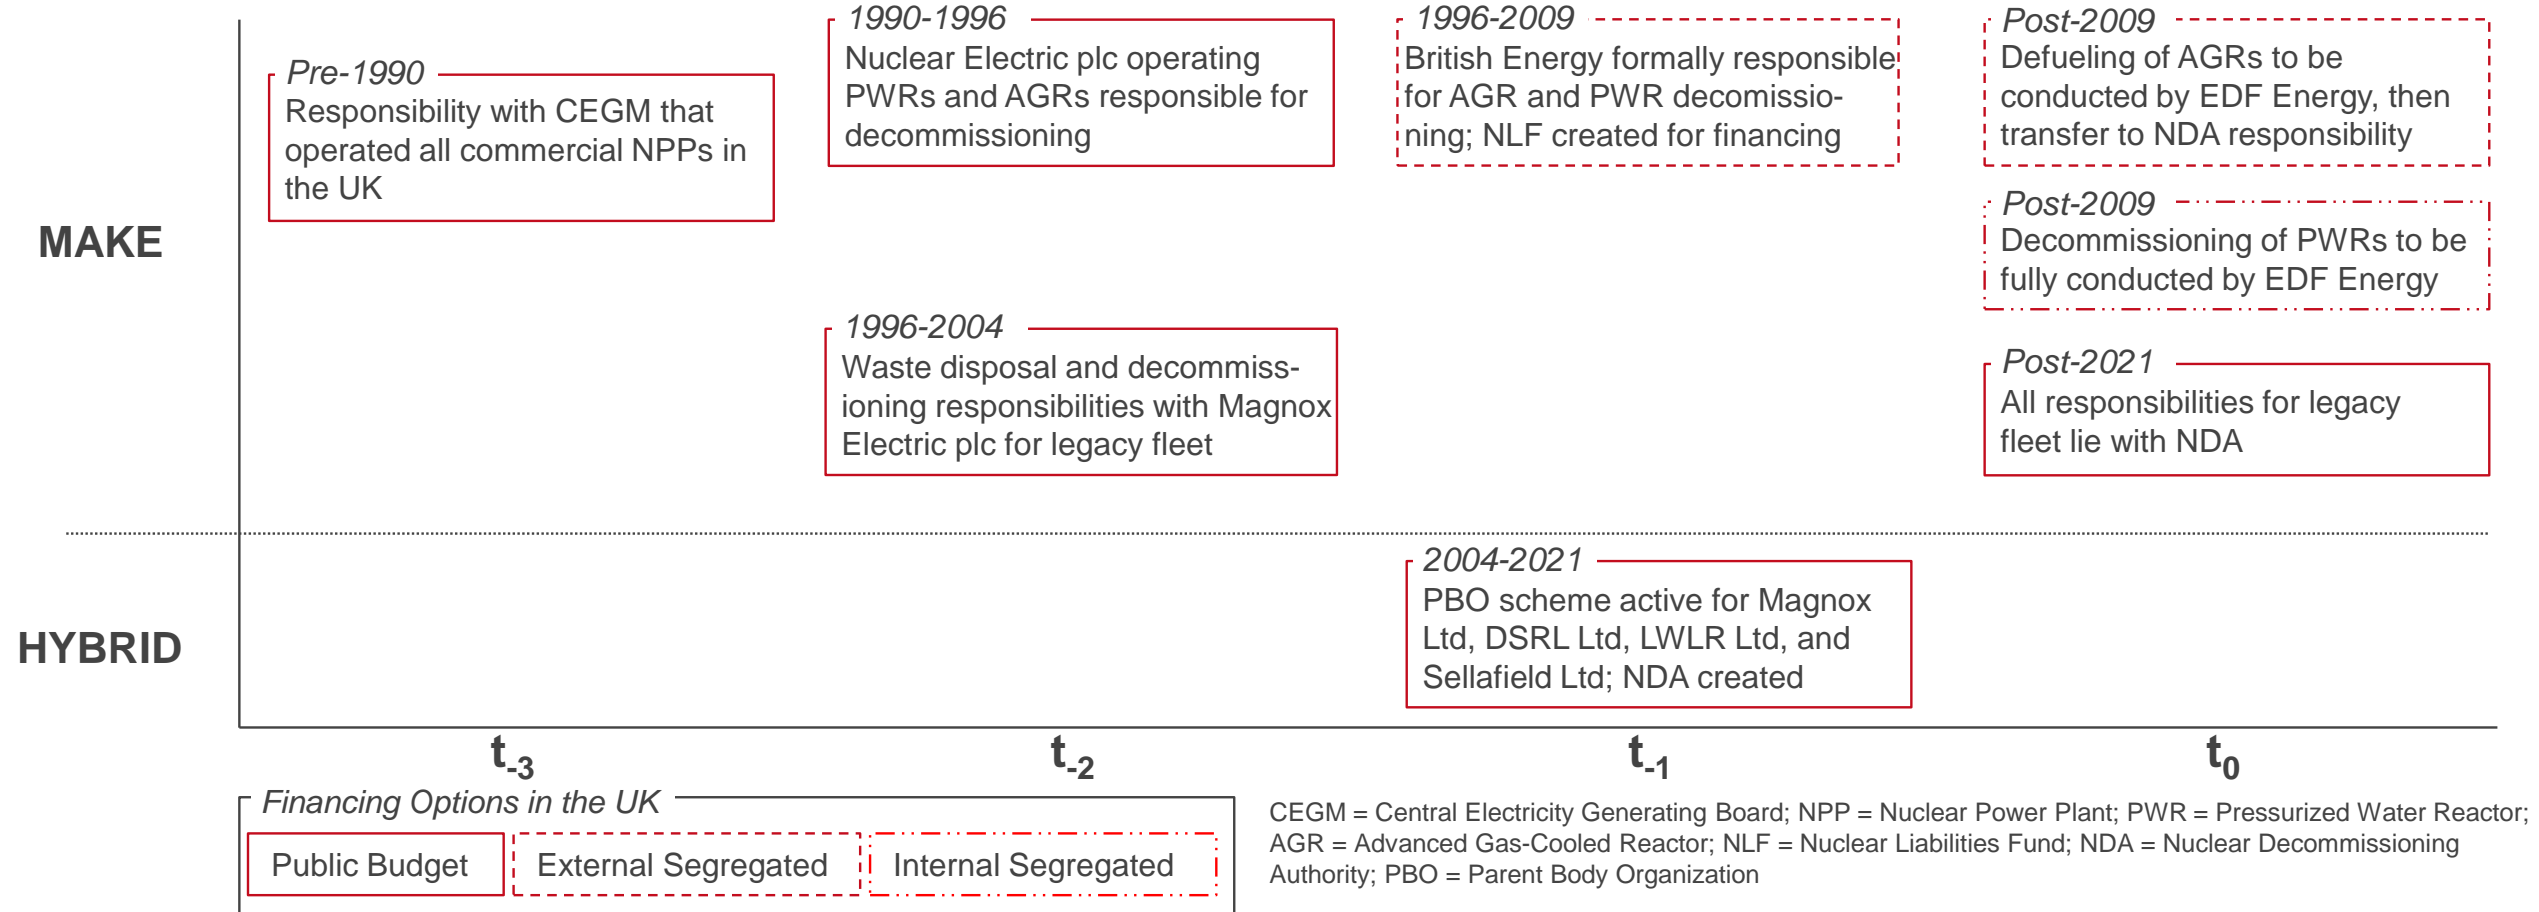 MAKE
HYBRID
Pre-1990
Responsibility with CEGM that
operated all commercial NPPs in
the UK
1990-1996
Nuclear Electric plc operating
PWRs and AGRs responsible for
decommissioning
1996-2004
Waste disposal and decommiss-
ioning responsibilities with Magnox
Electric plc for legacy fleet
1996-2009
British Energy formally responsible
for AGR and PWR decomissio-
ning; NLF created for financing
2004-2021
PBO scheme active for Magnox
Ltd, DSRL Ltd, LWLR Ltd, and
Sellafield Ltd; NDA created
Post-2009
Defueling of AGRs to be
conducted by EDF Energy, then
transfer to NDA responsibility
Post-2009
Decommissioning of PWRs to be
fully conducted by EDF Energy
Post-2021
All responsibilities for legacy
fleet lie with NDA
t-3
t-2
t-1
t0
Financing Options in the UK
Public Budget
External Segregated
Internal Segregated
CEGM = Central Electricity Generating Board; NPP = Nuclear Power Plant; PWR = Pressurized Water Reactor;
AGR = Advanced Gas-Cooled Reactor; NLF = Nuclear Liabilities Fund; NDA = Nuclear Decommissioning
Authority; PBO = Parent Body Organization